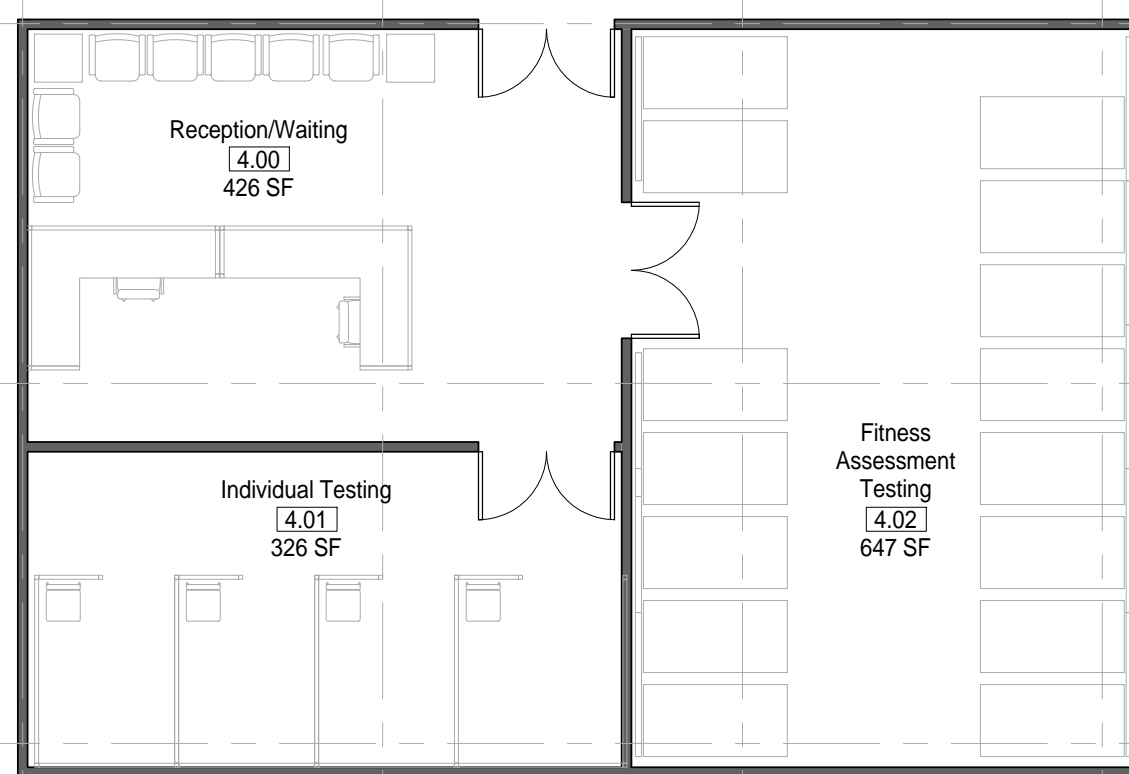 Reception/Waiting
4.00
426 SF
Individual Testing
4.01
326 SF
Fitness
Assessment
Testing
4.02
647 SF